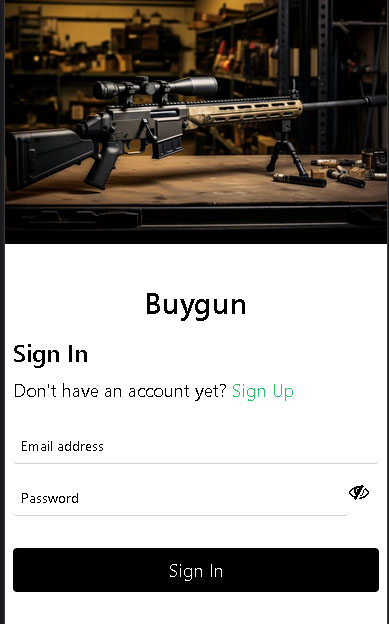 Buygun
Sign In
Don't have an account yet? Sign Up
Email address
Password
Sign In